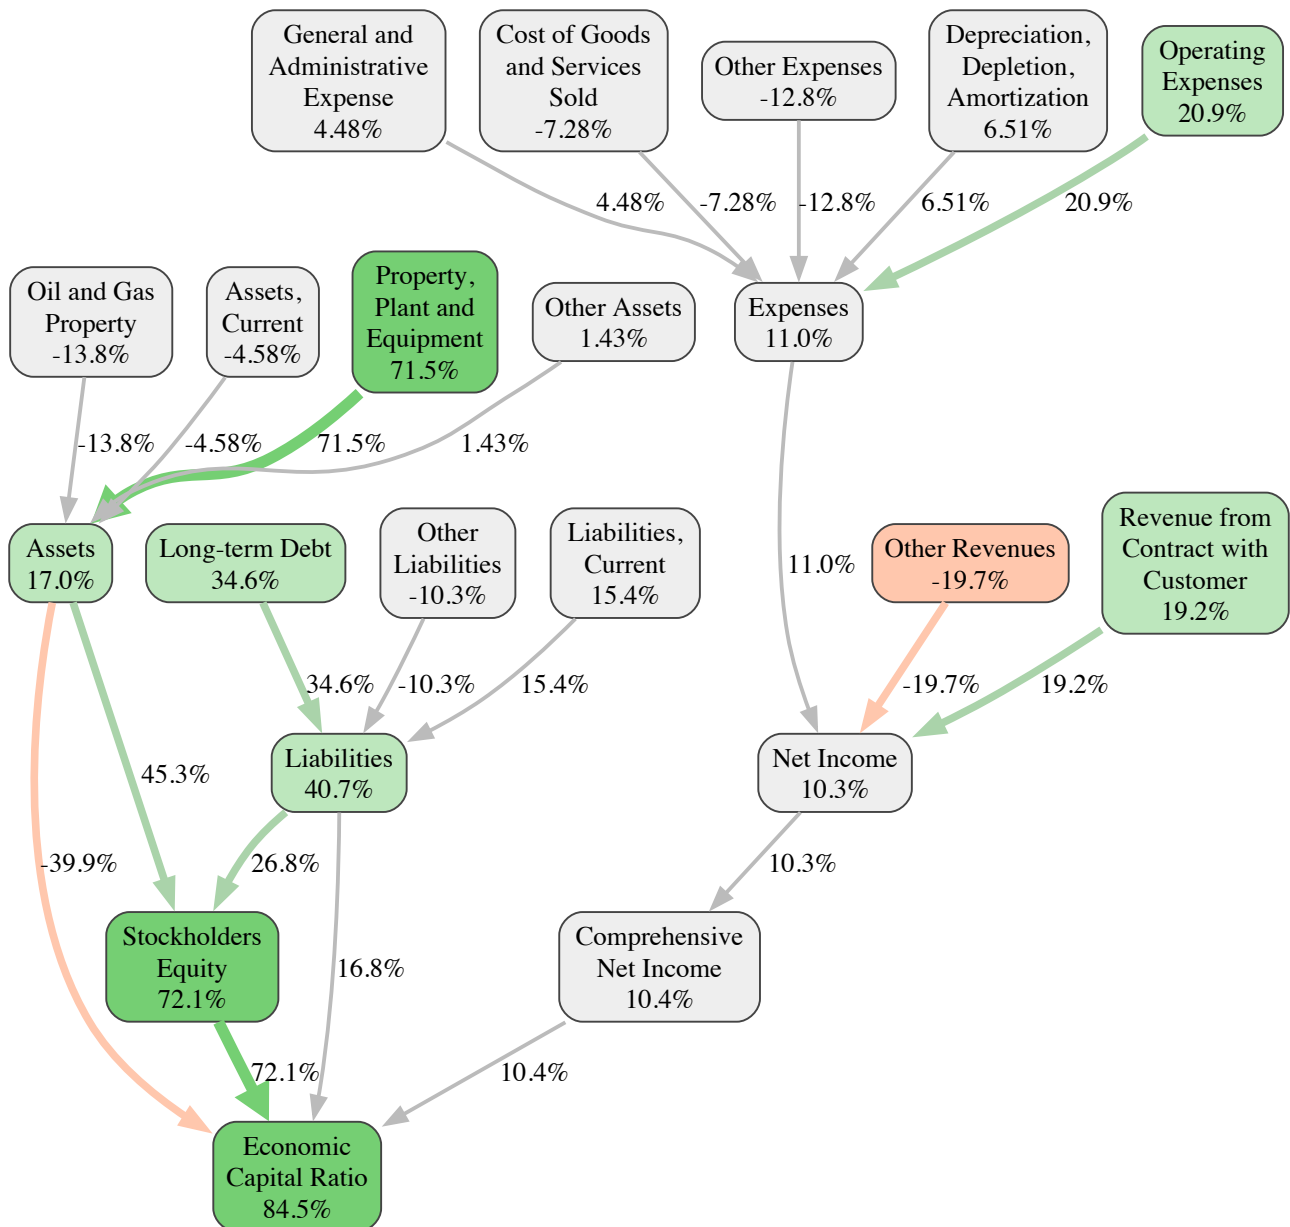 General and
Administrative
Expense
4.48%
Cost of Goods
and Services
Sold
-7.28%
Other Expenses
-12.8%
Depreciation,
Depletion,
Amortization
6.51%
Operating
Expenses
20.9%
4.48%
-7.28%
-12.8%
6.51%
20.9%
Oil and Gas
Property
-13.8%
Assets,
Current
-4.58%
Property,
Plant and
Equipment
71.5%
Other Assets
1.43%
Expenses
11.0%
-13.8%
-4.58%
71.5%
1.43%
Assets
17.0%
Long-term Debt
34.6%
Other
Liabilities
-10.3%
Liabilities,
Current
15.4%
11.0%
Other Revenues
-19.7%
Revenue from
Contract with
Customer
19.2%
34.6%
-10.3%
15.4%
-19.7%
19.2%
45.3%
Liabilities
40.7%
Net Income
10.3%
-39.9%
26.8%
10.3%
Stockholders
Equity
72.1%
16.8%
Comprehensive
Net Income
10.4%
72.1%
10.4%
Economic
Capital Ratio
84.5%